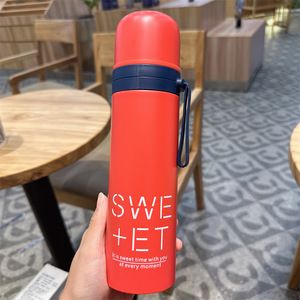 SWE
+ET
It is sweet time with you
at every moment